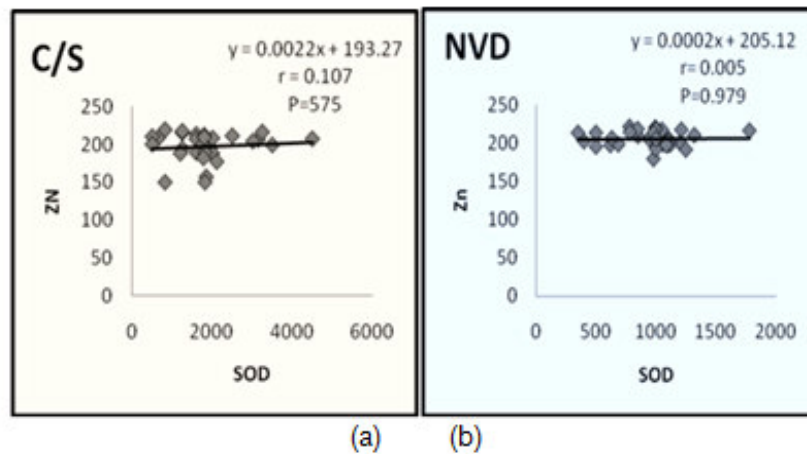 C/S
y = 0.0022x + 193.27
r = 0.107
P=575
250
200
150
100
50
0
ZN
0 2000 4000 6000
SOD
NVD
y = 0.0002x + 205.12
r= 0.005
P=0.979
250
200
150
100
50
0
Zn
0 500 1000 1500 2000
SOD
(a) (b)